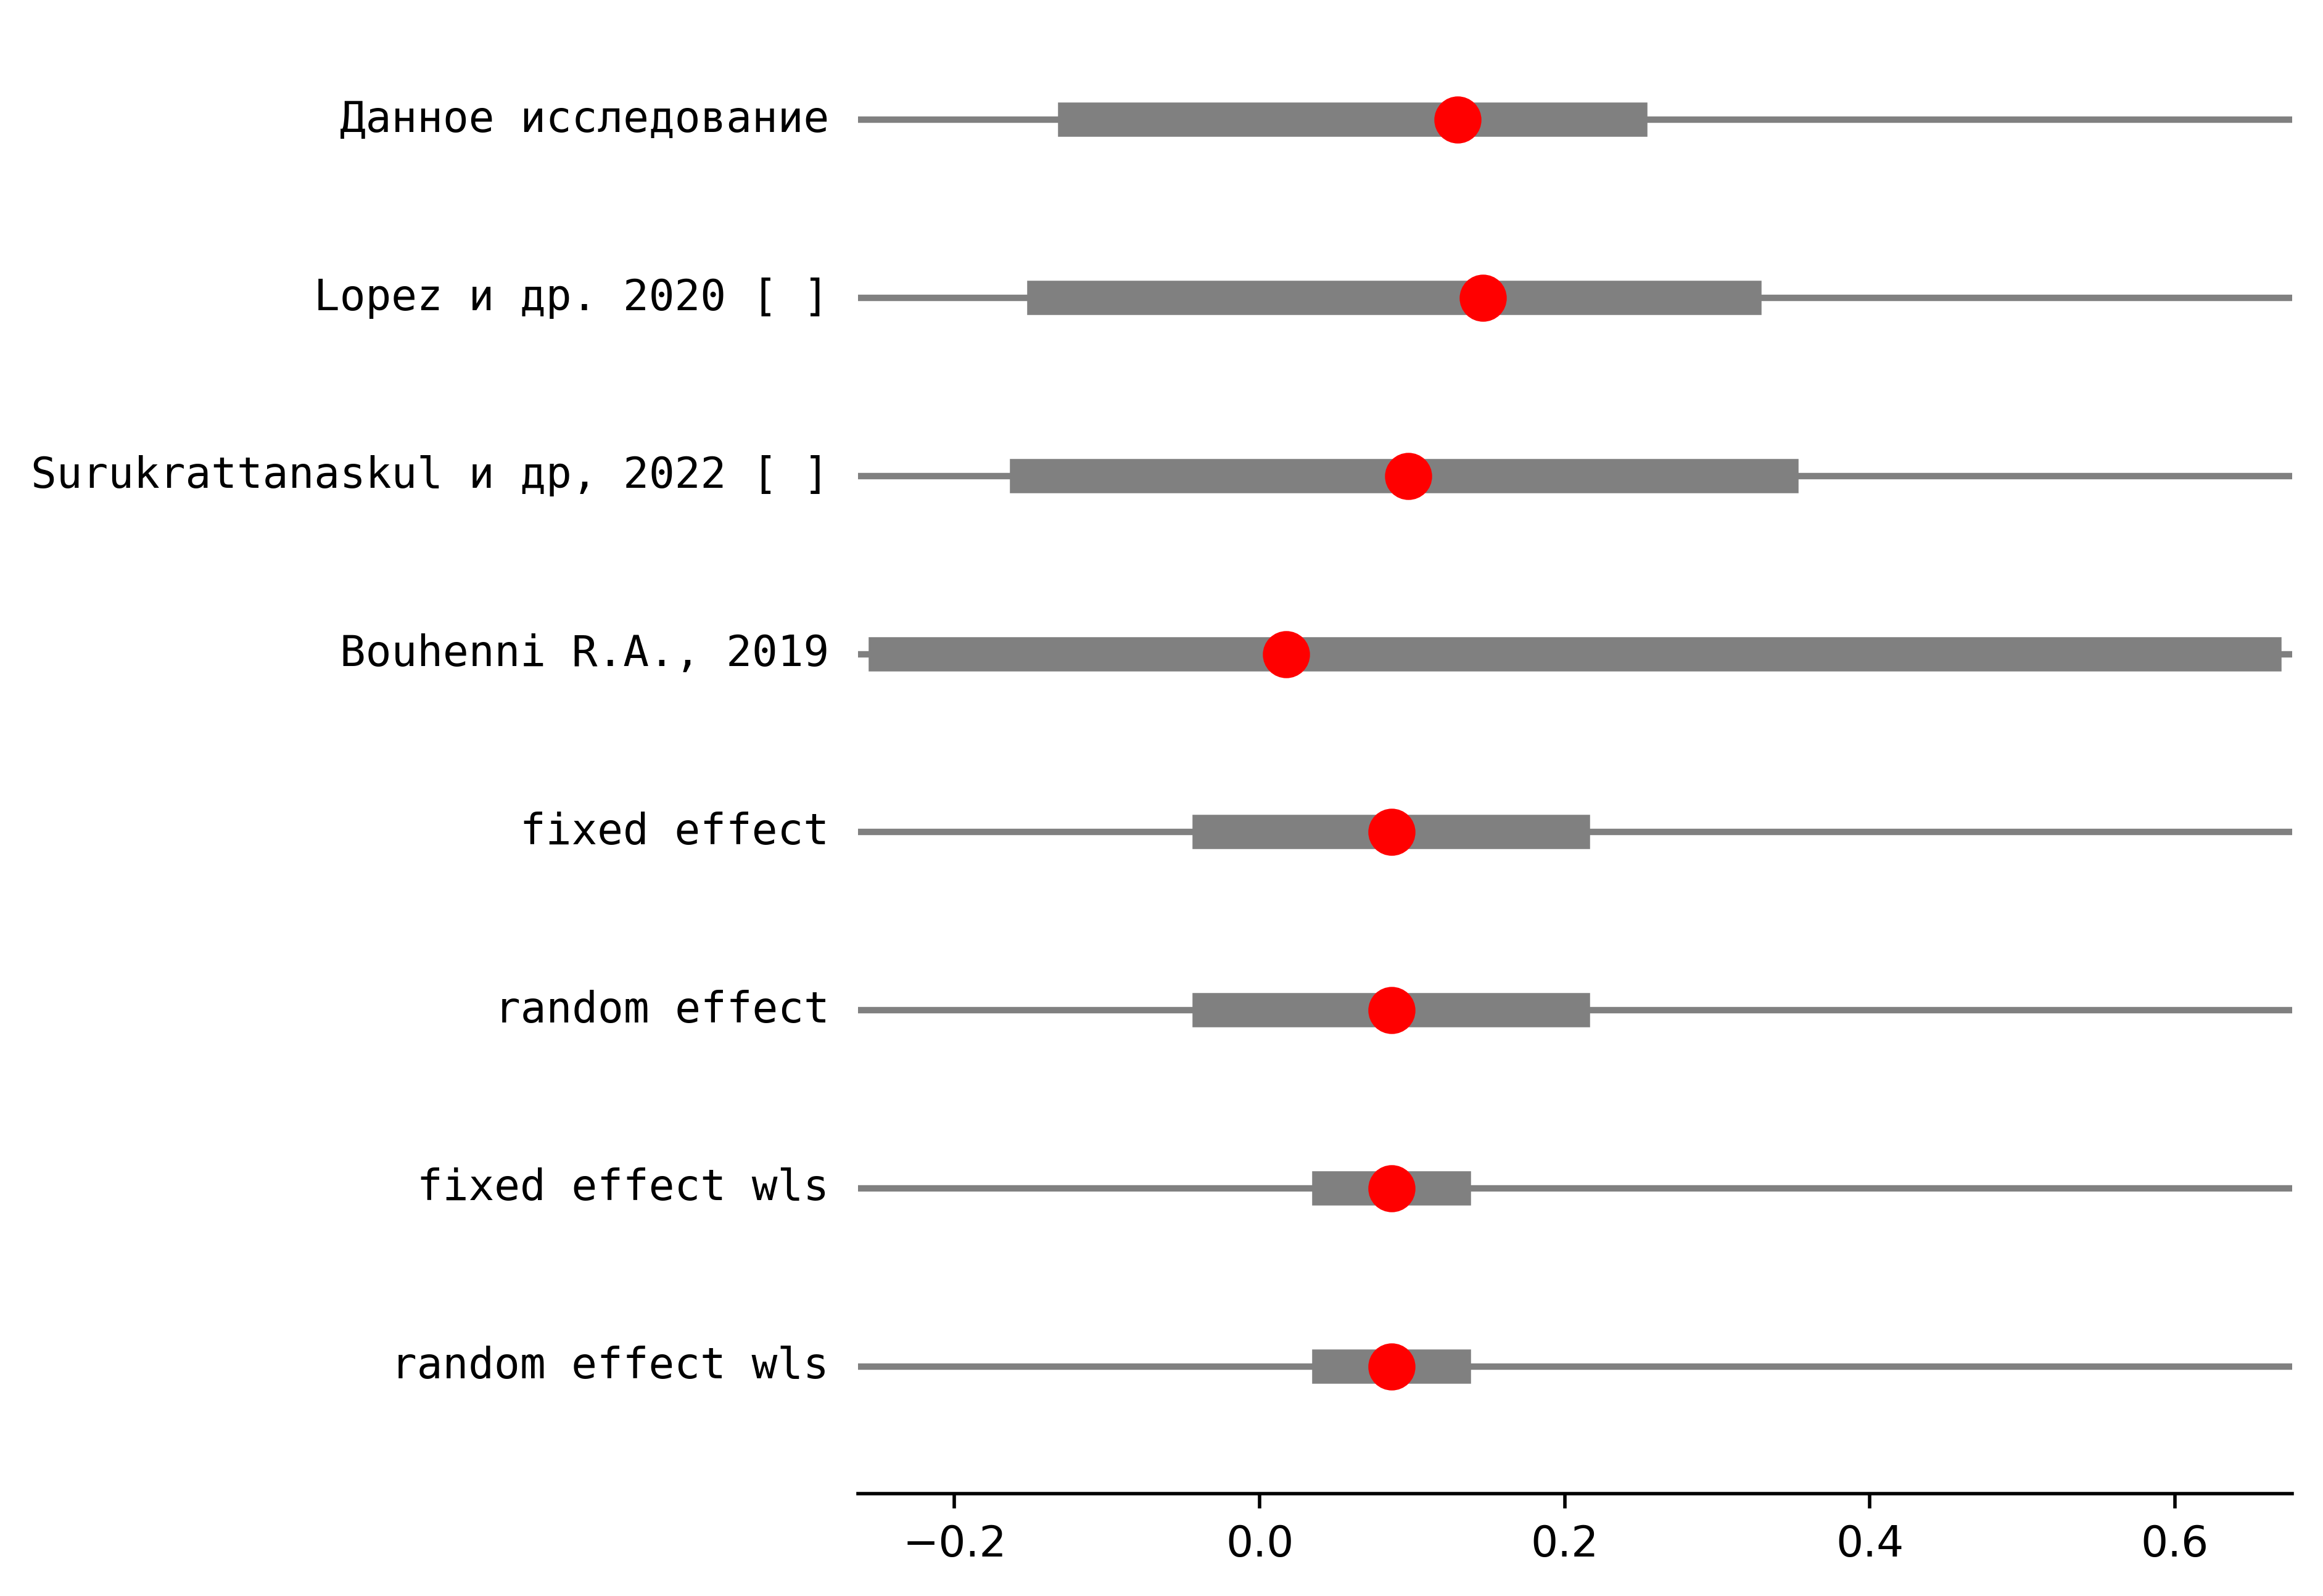 Данное исследование
Lopez и др. 2020 [ ]
Surukrattanaskul и др, 2022 [ ]
Bouhenni R.A., 2019
fixed effect
random effect
fixed effect wls
random effect wls
−0.2 0.0 0.2 0.4 0.6